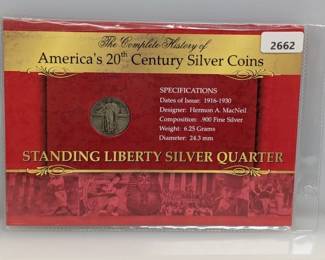 The Complete History of
2662
America's 20th Century Silver Coins
SPECIFICATIONS
Dates of Issue: 1916-1930
Designer: Hermon A. MacNeil
Composition: .900 Fine Silver
Weight: 6.25 Grams
Diameter: 24.3 mm
STANDING LIBERTY SILVER QUARTER